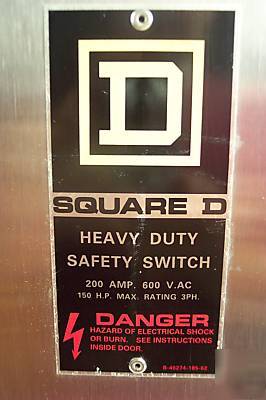 D
SQUARE D
HEAVY DUTY
SAFETY SWITCH
200 AMP. 600 V.AC
150 H.P. MAX. RATING 3PH.
DANGER
HAZARD OF ELECTRICAL SHOCK
OR BURN. SEE INSTRUCTIONS
INSIDE DOOR.